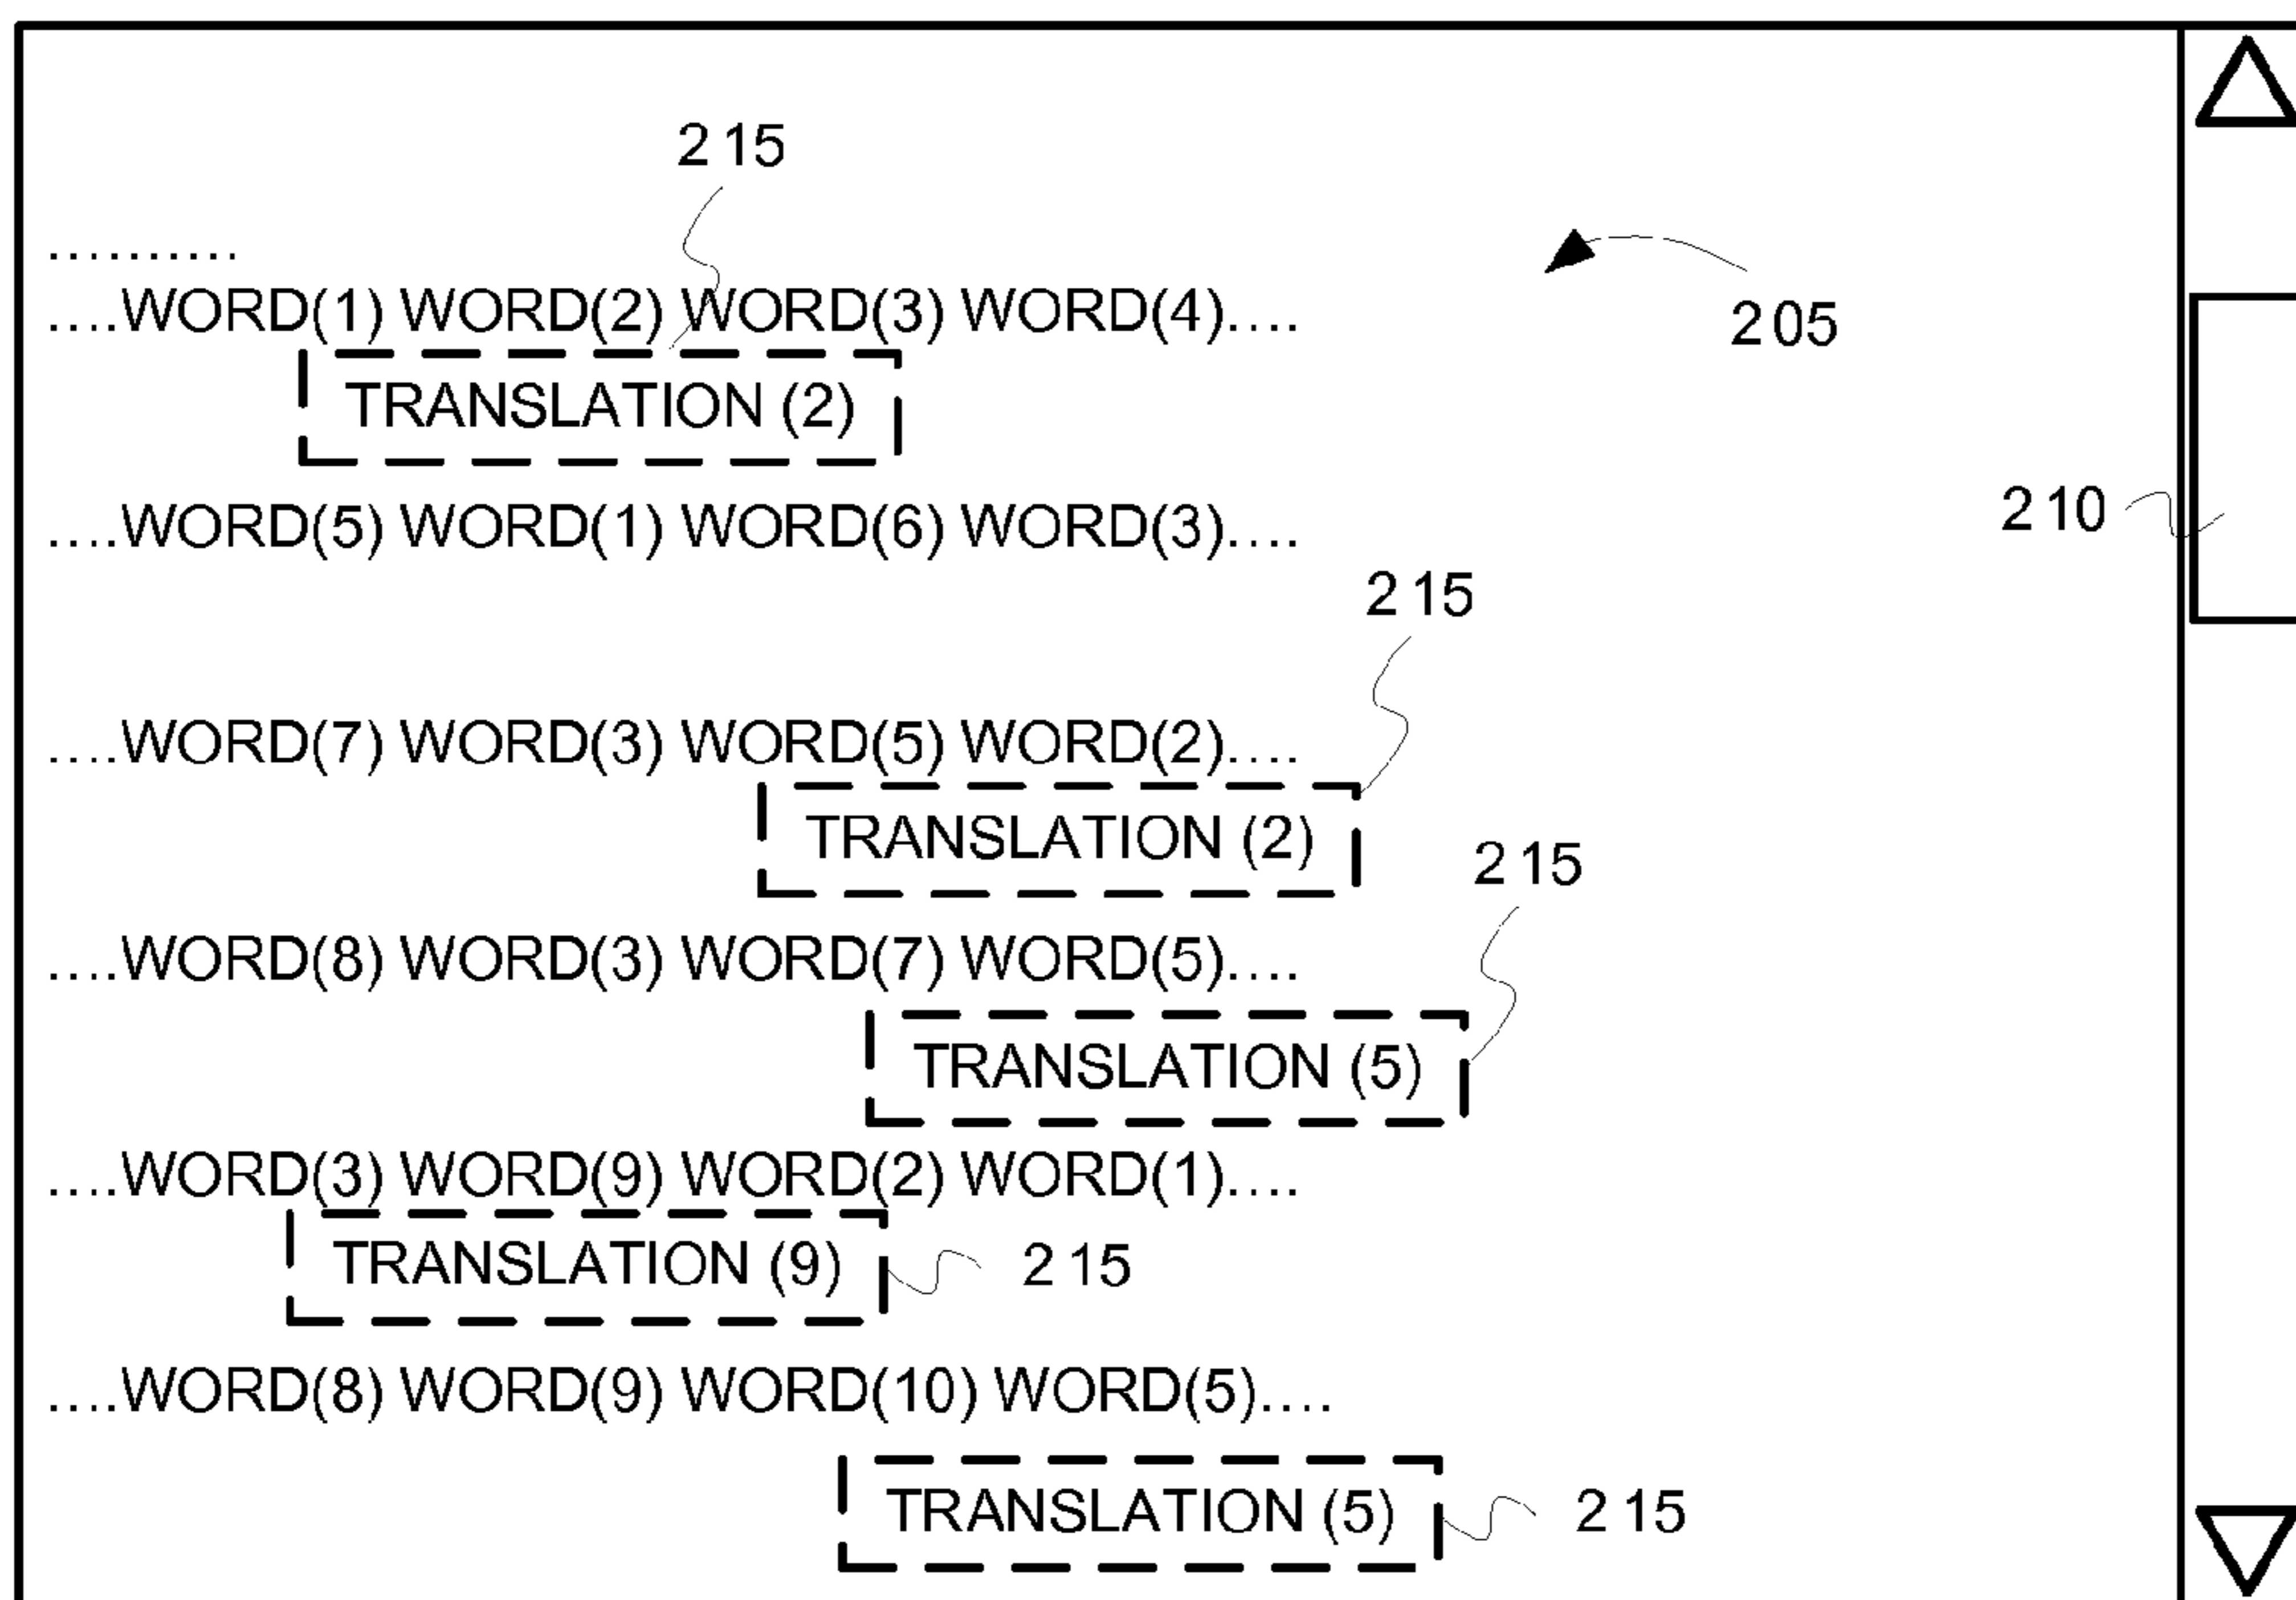 215
..........
....WORD(1) WORD(2) WORD(3) WORD(4)....
205
TRANSLATION (2)
....WORD(5) WORD(1) WORD(6) WORD(3)....
210
215
....WORD(7) WORD(3) WORD(5) WORD(2)....
TRANSLATION (2)
215
....WORD(8) WORD(3) WORD(7) WORD(5)....
TRANSLATION (5)
....WORD(3) WORD(9) WORD(2) WORD(1)....
TRANSLATION (9) 215
....WORD(8) WORD(9) WORD(10) WORD(5)....
TRANSLATION (5) 215